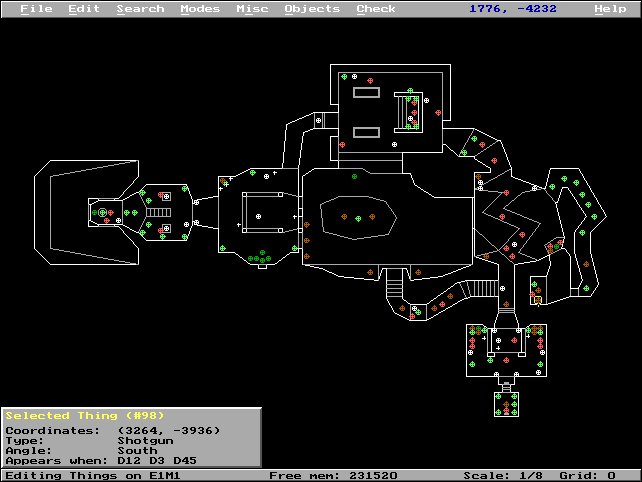 File Edit Search Modes Misc Objects Check 1776, -4232 Help
Selected Thing (#98)
Coordinates: (3264, -3936)
Type: Shotgun
Angle: South
Appears when: D12 D3 D45
Editing Things on E1M1 Free mem: 231520 Scale: 1/8 Grid: 0